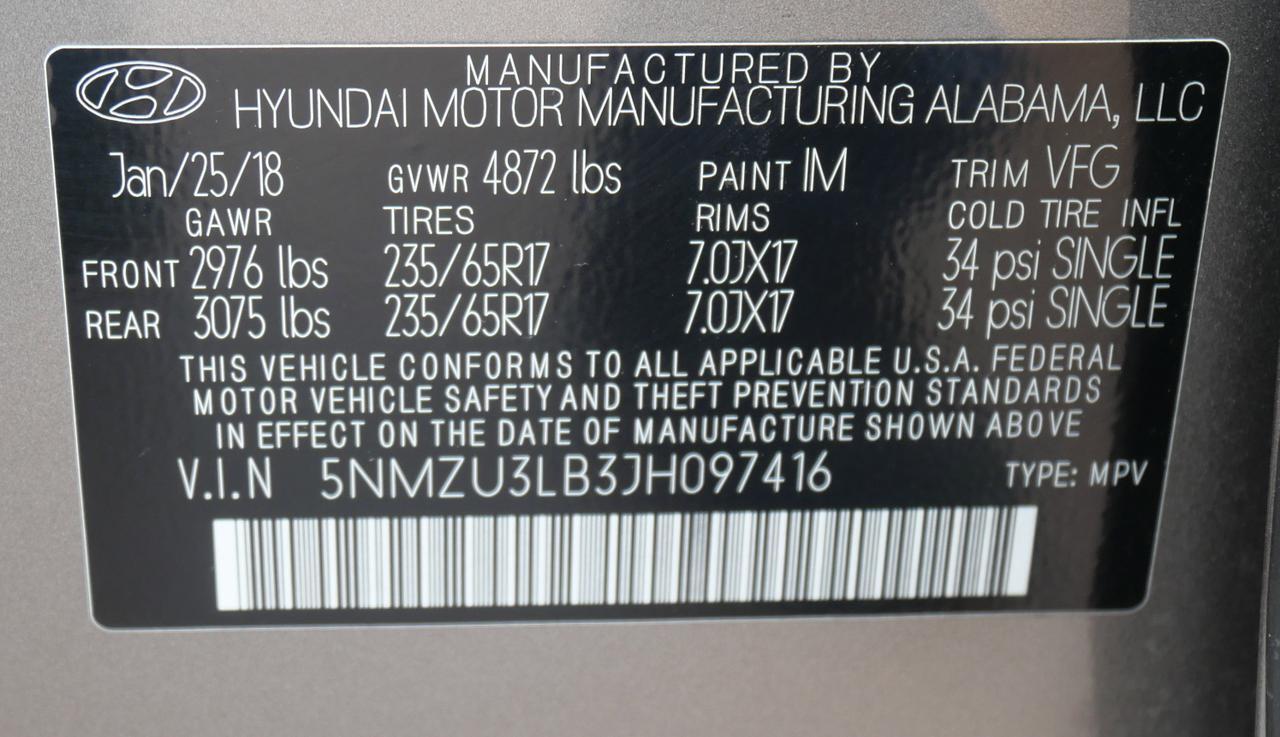 MANUFACTURED BY
HYUNDAI MOTOR MANUFACTURING ALABAMA, LLC
Jan/25/18 GVWR 4872 lbs PAINT IM TRIM VFG
GAWR TIRES RIMS COLD TIRE INFL
FRONT 2976 lbs 235/65R17 7.0JX17 34 psi SINGLE
REAR 3075 lbs 235/65R17 7.0JX17 34 psi SINGLE
THIS VEHICLE CONFORMS TO ALL APPLICABLE U.S.A. FEDERAL
MOTOR VEHICLE SAFETY AND THEFT PREVENTION STANDARDS
IN EFFECT ON THE DATE OF MANUFACTURE SHOWN ABOVE
V.I.N 5NMZU3LB3JH097416 TYPE: MPV